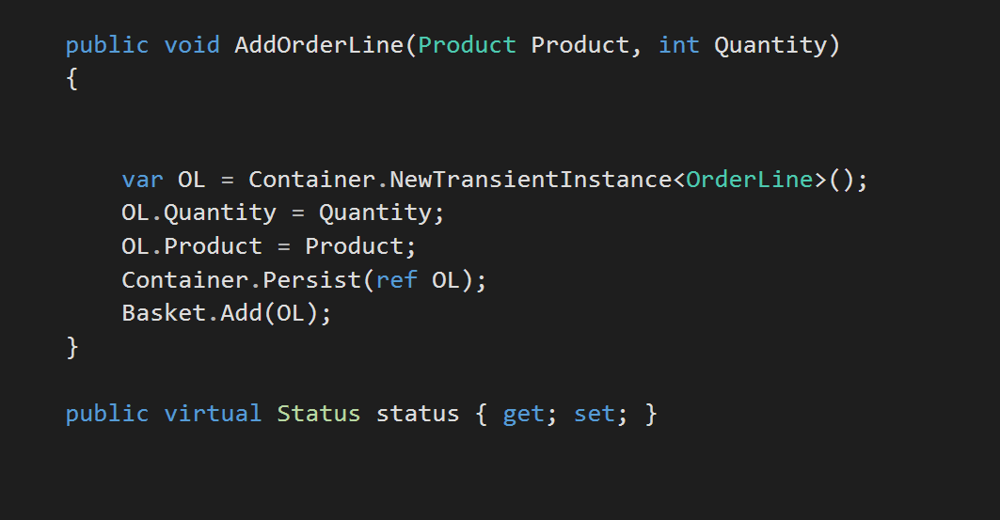 public void AddOrderLine(Product Product, int Quantity)
{
var OL = Container.NewTransientInstance<OrderLine>();
OL.Quantity = Quantity;
OL.Product = Product;
Container.Persist(ref OL);
Basket.Add(OL);
}
public virtual Status status { get; set; }